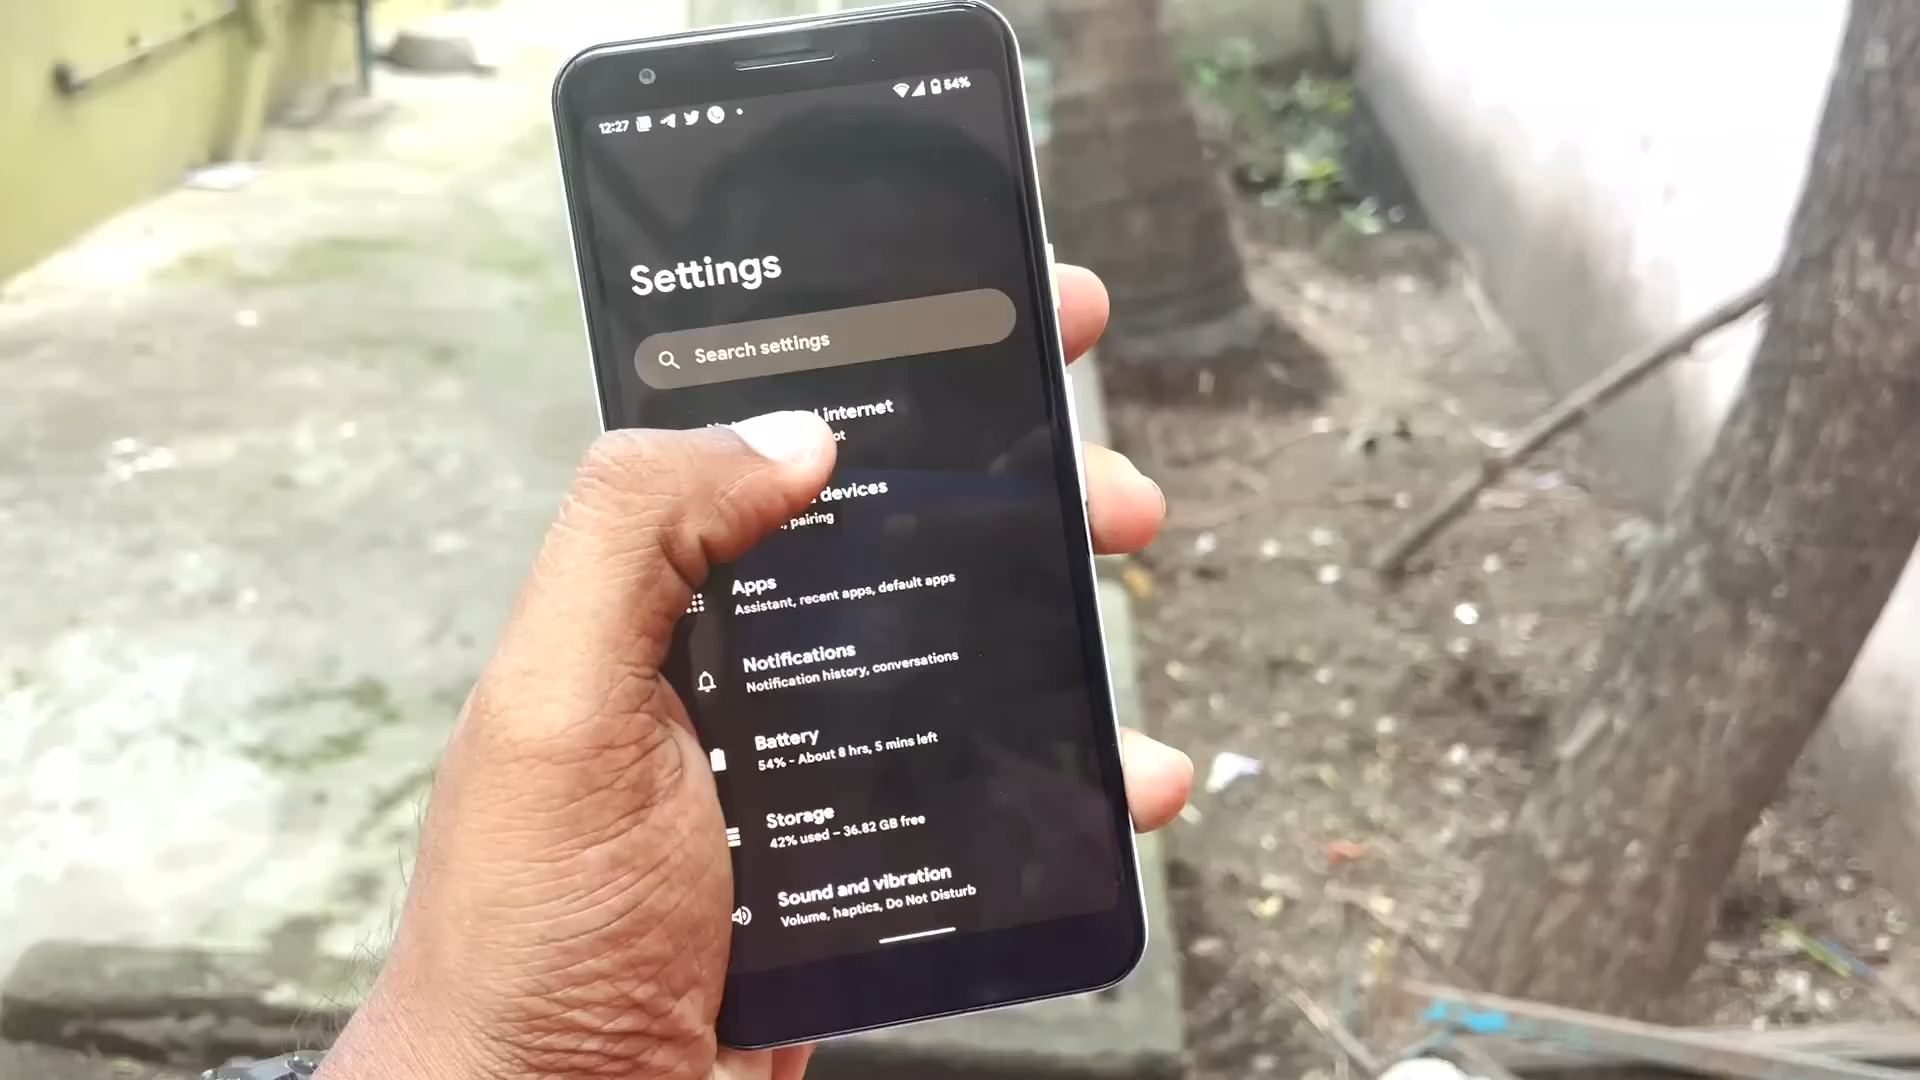 12:27
54%
Settings
Search settings
internet
devices
pairing
Apps
Assistant, recent apps, default apps
Notifications
Notification history, conversations
Battery
54% - About 8 hrs, 5 mins left
Storage
42% used – 36.82 GB free
Sound and vibration
Volume, haptics, Do Not Disturb